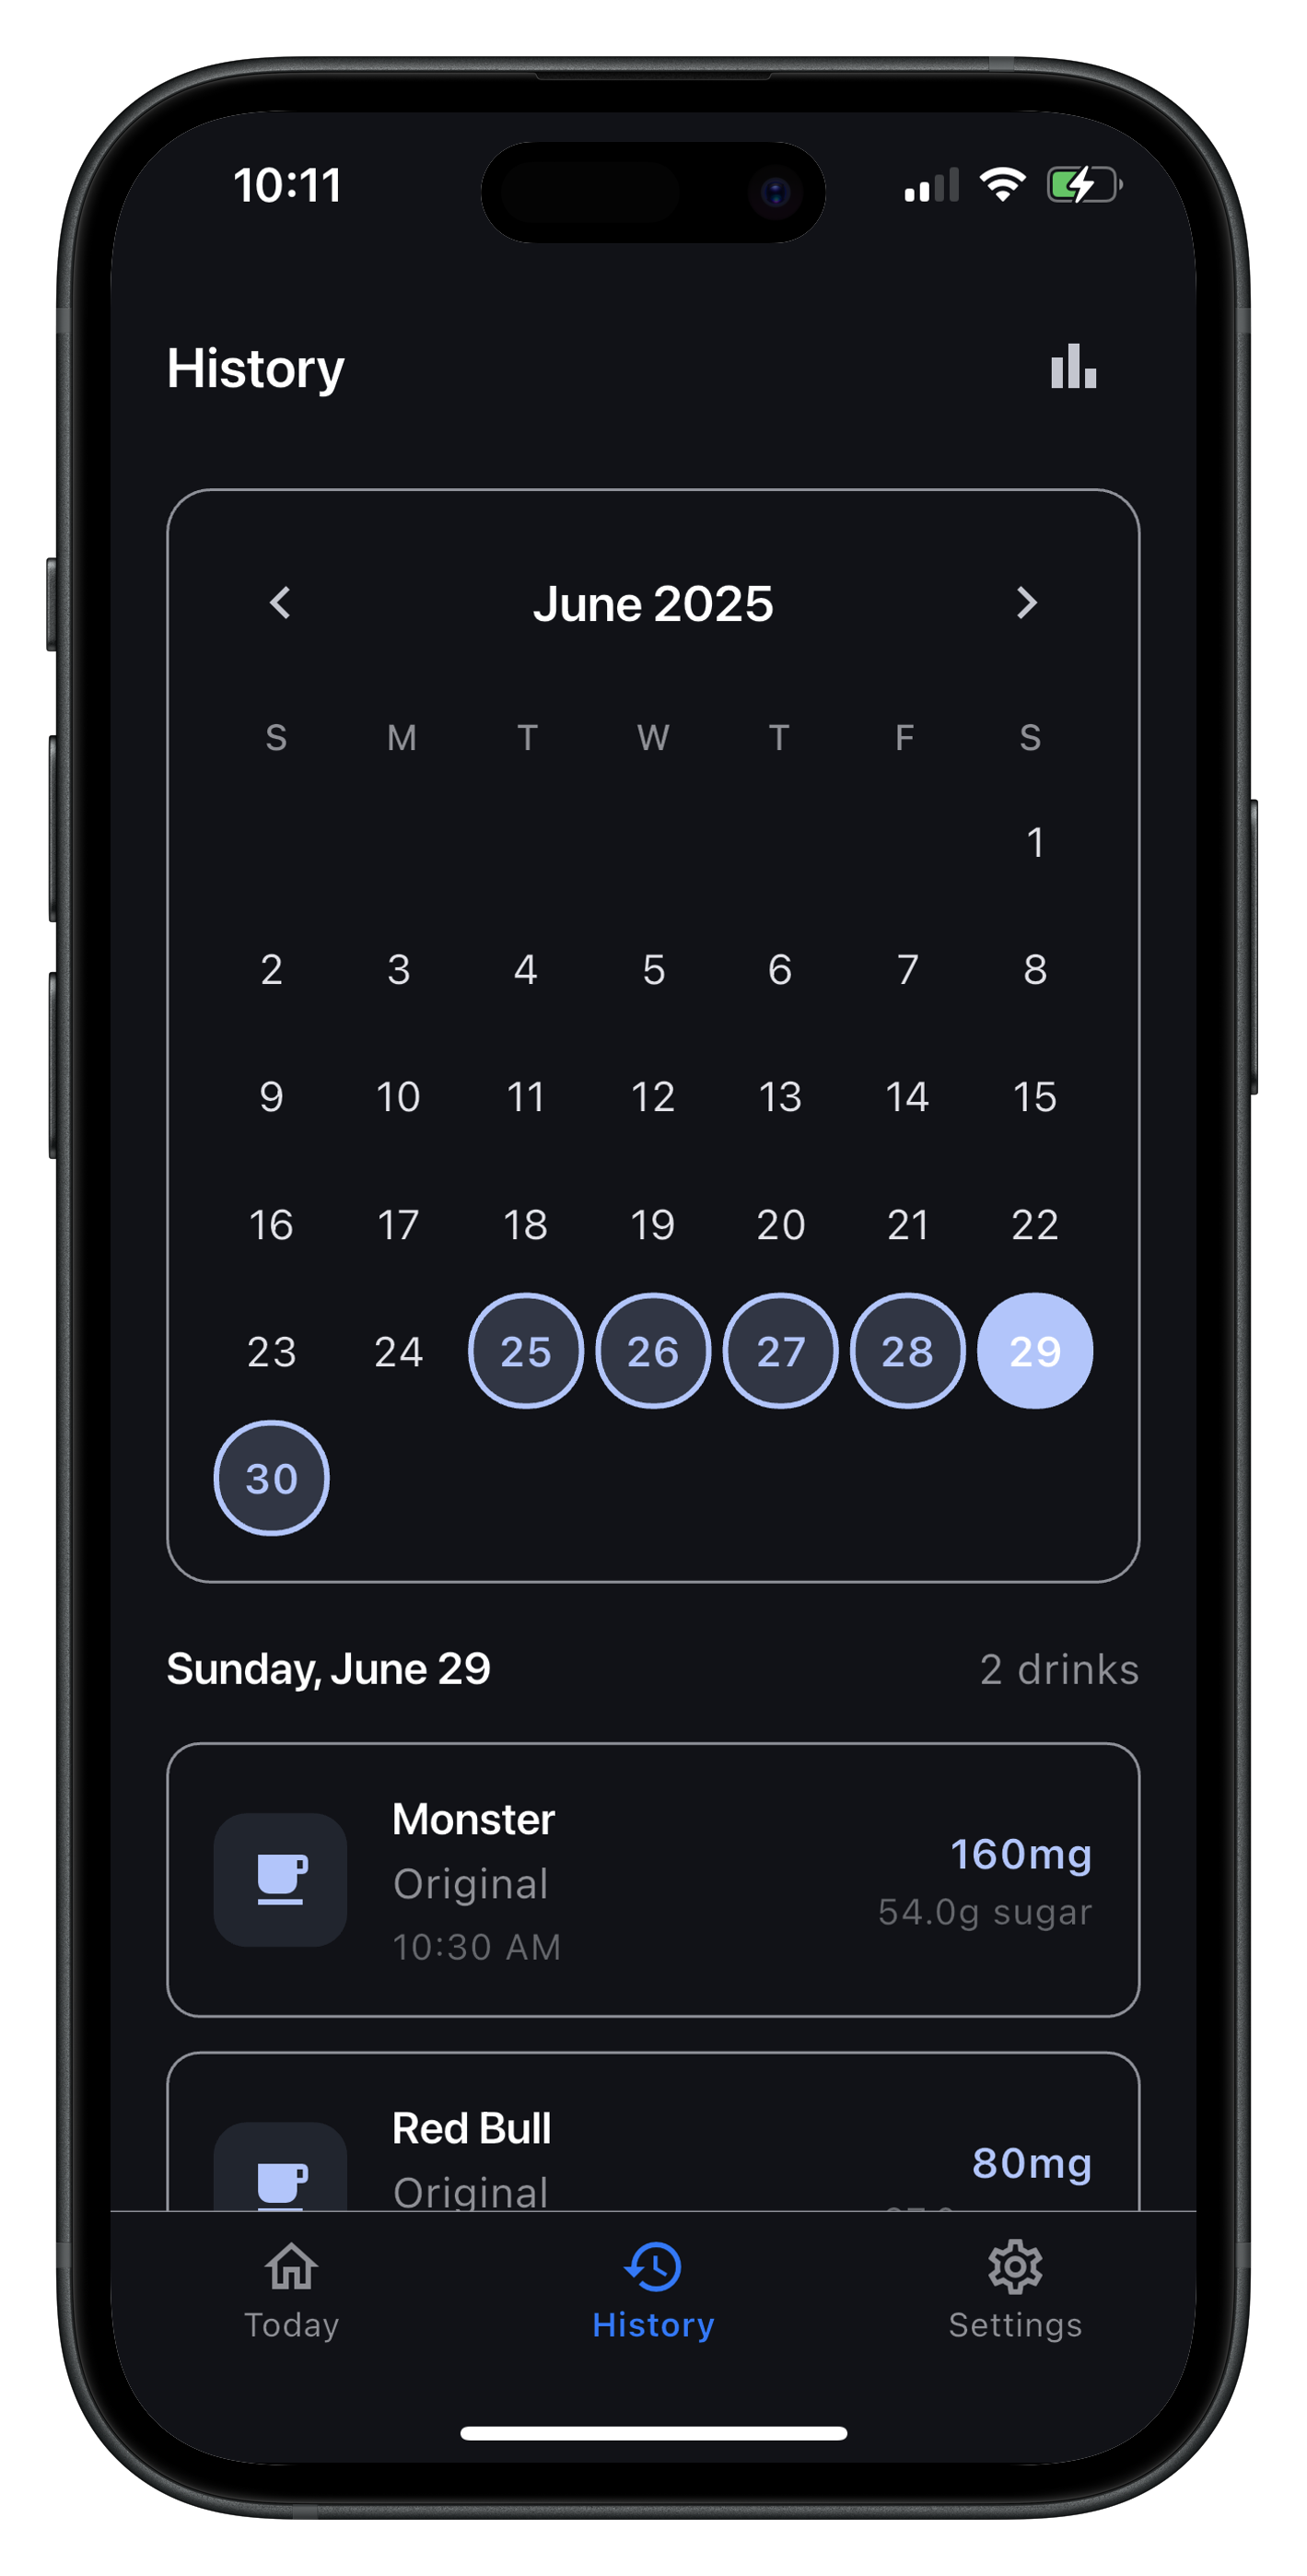 10:11
History
June 2025
S M T W T F S
1
2 3 4 5 6 7 8
9 10 11 12 13 14 15
16 17 18 19 20 21 22
23 24 25 26 27 28 29
30
Sunday, June 29 2 drinks
Monster
160mg
Original
54.0g sugar
10:30 AM
Red Bull
80mg
Original
Today History Settings